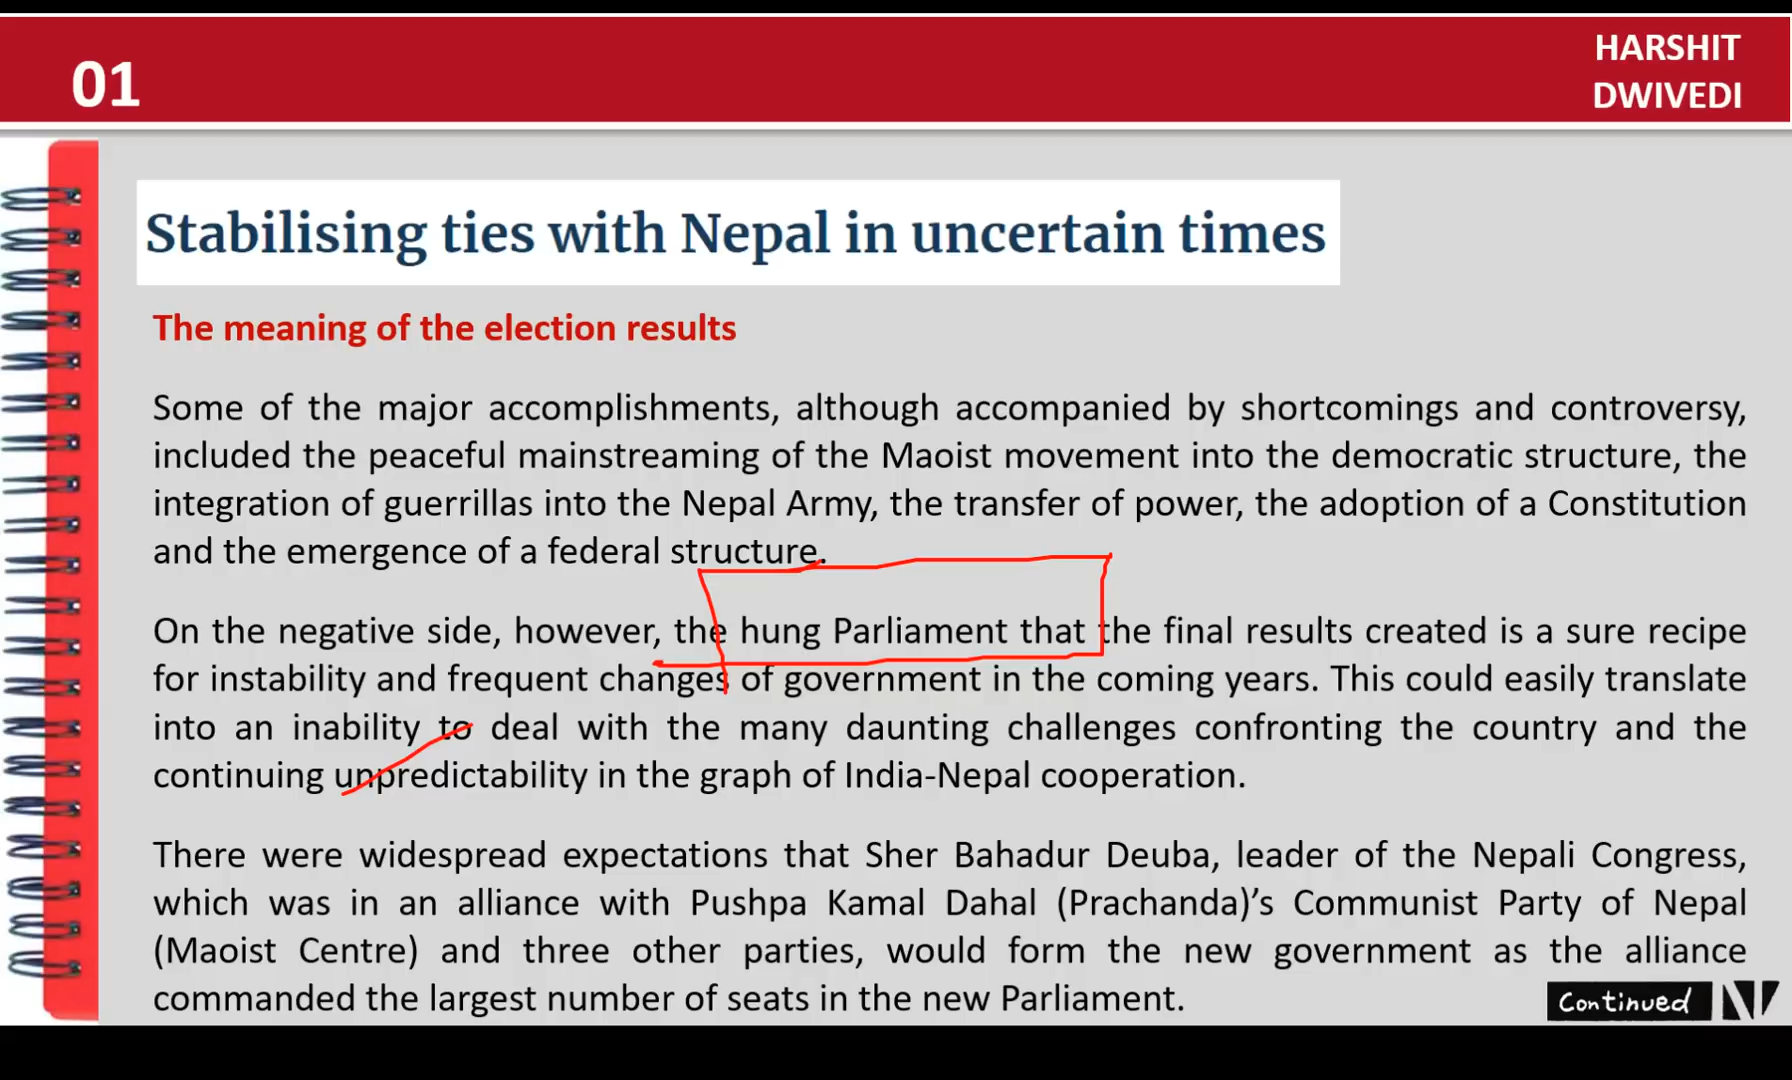 01
HARSHIT
DWIVEDI
Stabilising ties with Nepal in uncertain times
The meaning of the election results
Some of the major accomplishments, although accompanied by shortcomings and controversy,
included the peaceful mainstreaming of the Maoist movement into the democratic structure, the
integration of guerrillas into the Nepal Army, the transfer of power, the adoption of a Constitution
and the emergence of a federal structure.
On the negative side, however, the hung Parliament that the final results created is a sure recipe
for instability and frequent changes of government in the coming years. This could easily translate
into an inability to deal with the many daunting challenges confronting the country and the
continuing unpredictability in the graph of India-Nepal cooperation.
There were widespread expectations that Sher Bahadur Deuba, leader of the Nepali Congress,
which was in an alliance with Pushpa Kamal Dahal (Prachanda)’s Communist Party of Nepal
(Maoist Centre) and three other parties, would form the new government as the alliance
commanded the largest number of seats in the new Parliament.
Continued